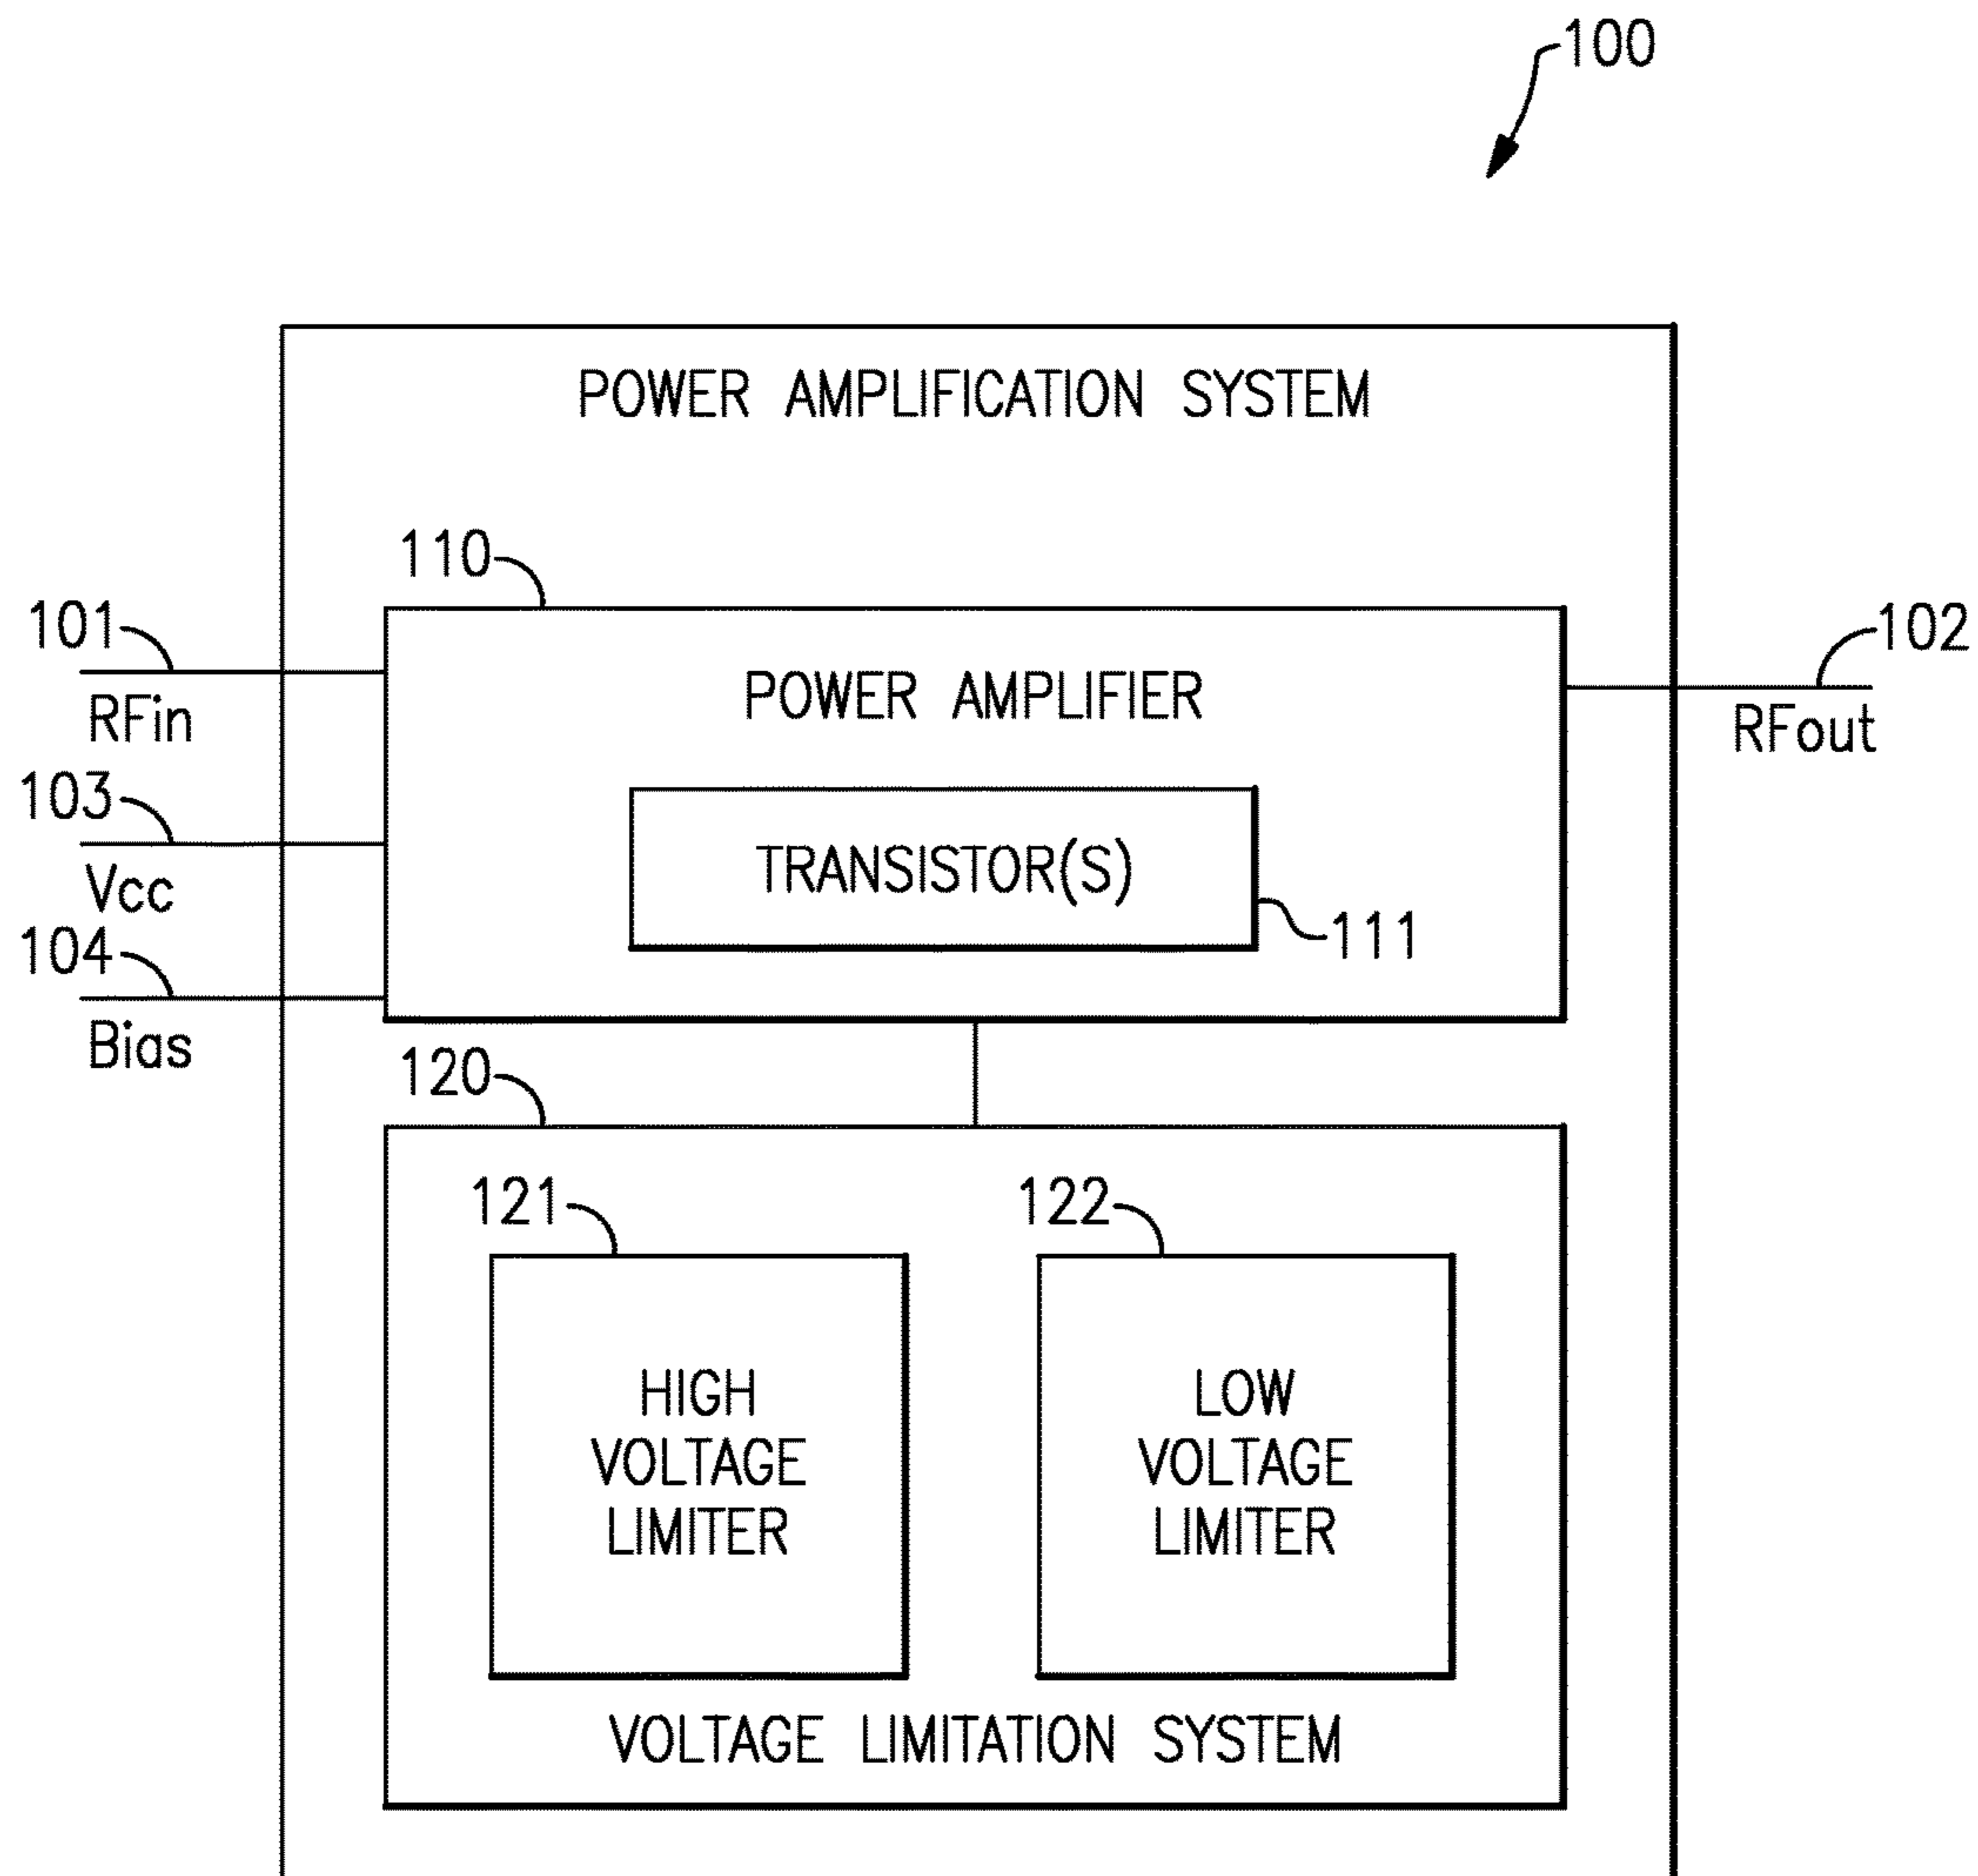 100
POWER AMPLIFICATION SYSTEM
110
101
RFin
POWER AMPLIFIER
102
RFout
103
Vcc
TRANSISTOR(S)
111
104
Bias
120
121
122
HIGH
VOLTAGE
LIMITER
LOW
VOLTAGE
LIMITER
VOLTAGE LIMITATION SYSTEM